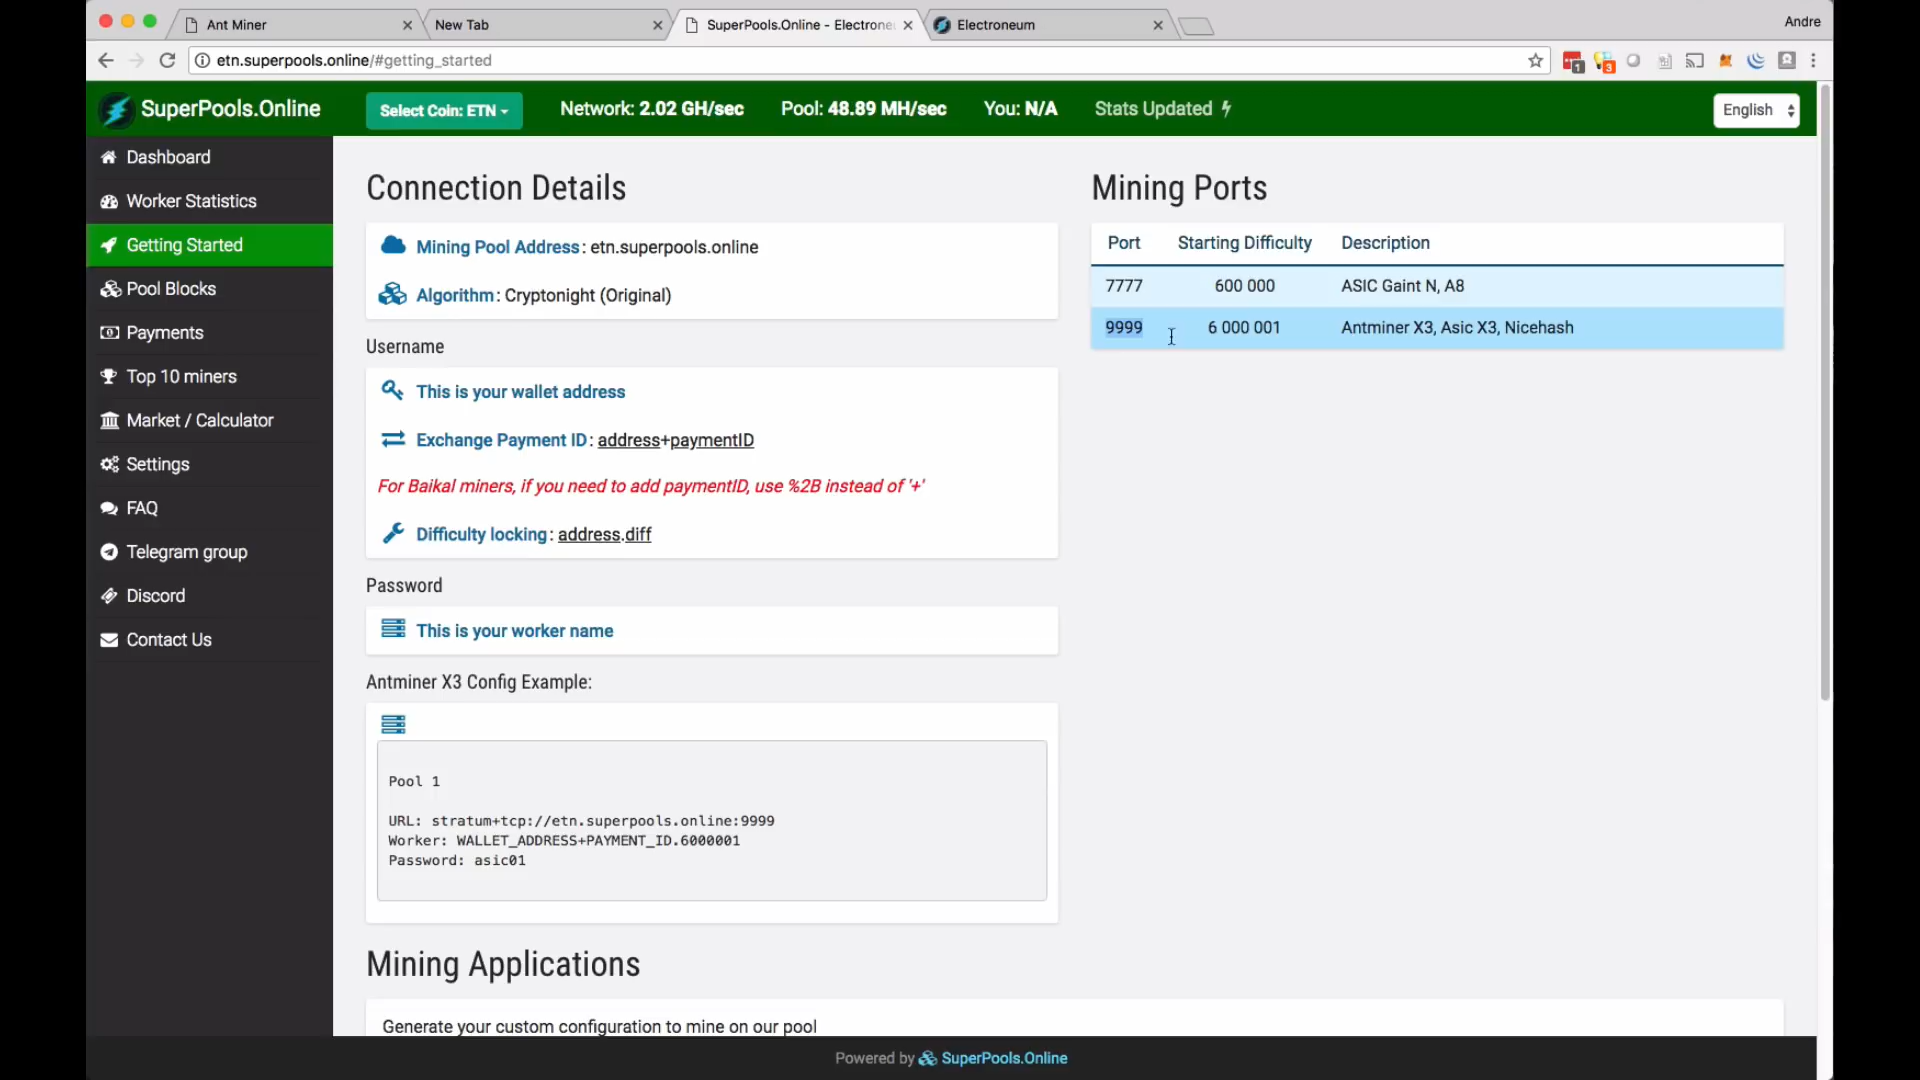 Ant Miner
New Tab
SuperPools.Online - Electrone
Electroneum
Andre
etn.superpools.online/#getting_started
1
3
SuperPools.Online
Select Coin: ETN
Network: 2.02 GH/sec
Pool: 48.89 MH/sec
You: N/A
Stats Updated
English
Dashboard
Worker Statistics
Getting Started
Pool Blocks
Payments
Top 10 miners
Market / Calculator
Settings
FAQ
Telegram group
Discord
Contact Us
Connection Details
Mining Pool Address: etn.superpools.online
Algorithm: Cryptonight (Original)
Username
This is your wallet address
Exchange Payment ID: address+paymentID
For Baikal miners, if you need to add paymentID, use %2B instead of '+'
Difficulty locking: address.diff
Password
This is your worker name
Antminer X3 Config Example:
Pool 1
URL: stratum+tcp://etn.superpools.online:9999
Worker: WALLET_ADDRESS+PAYMENT_ID.6000001
Password: asic01
Mining Applications
Generate your custom configuration to mine on our pool
Mining Ports
Port Starting Difficulty Description
7777 600 000 ASIC Gaint N, A8
9999 6 000 001 Antminer X3, Asic X3, Nicehash
Powered by SuperPools.Online